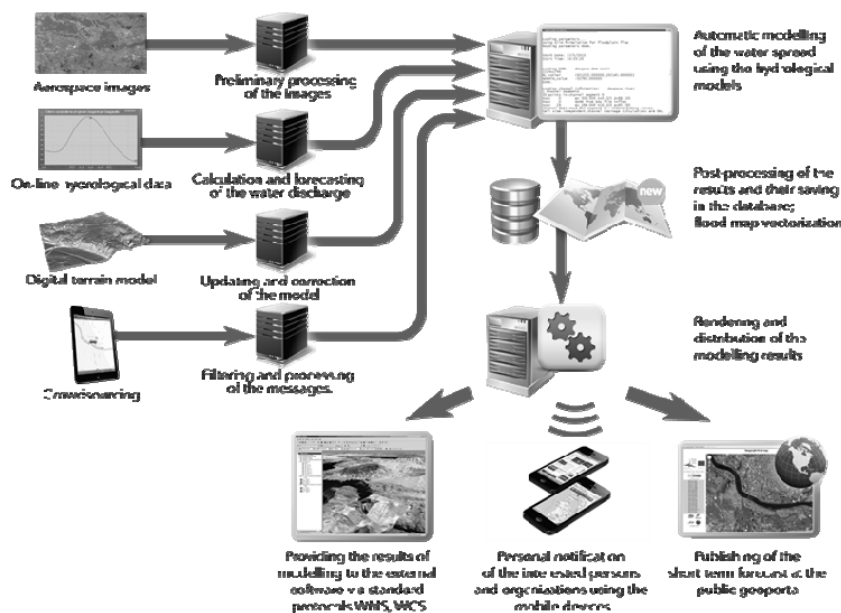 Aerospace images
Preliminary processing
of the images
Automatic modelling
of the water spread
using the hydrological
models
On-line hydrological data
Calculation and forecasting
of the water discharge
Post-processing of the
results and their saving
in the database;
flood map vectorization
new
Digital terrain model
Updating and correction
of the model
Rendering and
distribution of the
modelling results
Crowdsourcing
Filtering and processing
of the messages.
Providing the results of
modelling to the external
software via standard
protocols WMS, WCS
Personal notification
of the interested persons
and organizations using the
mobile devices
Publishing of the
short term forecast at the
public geoportal